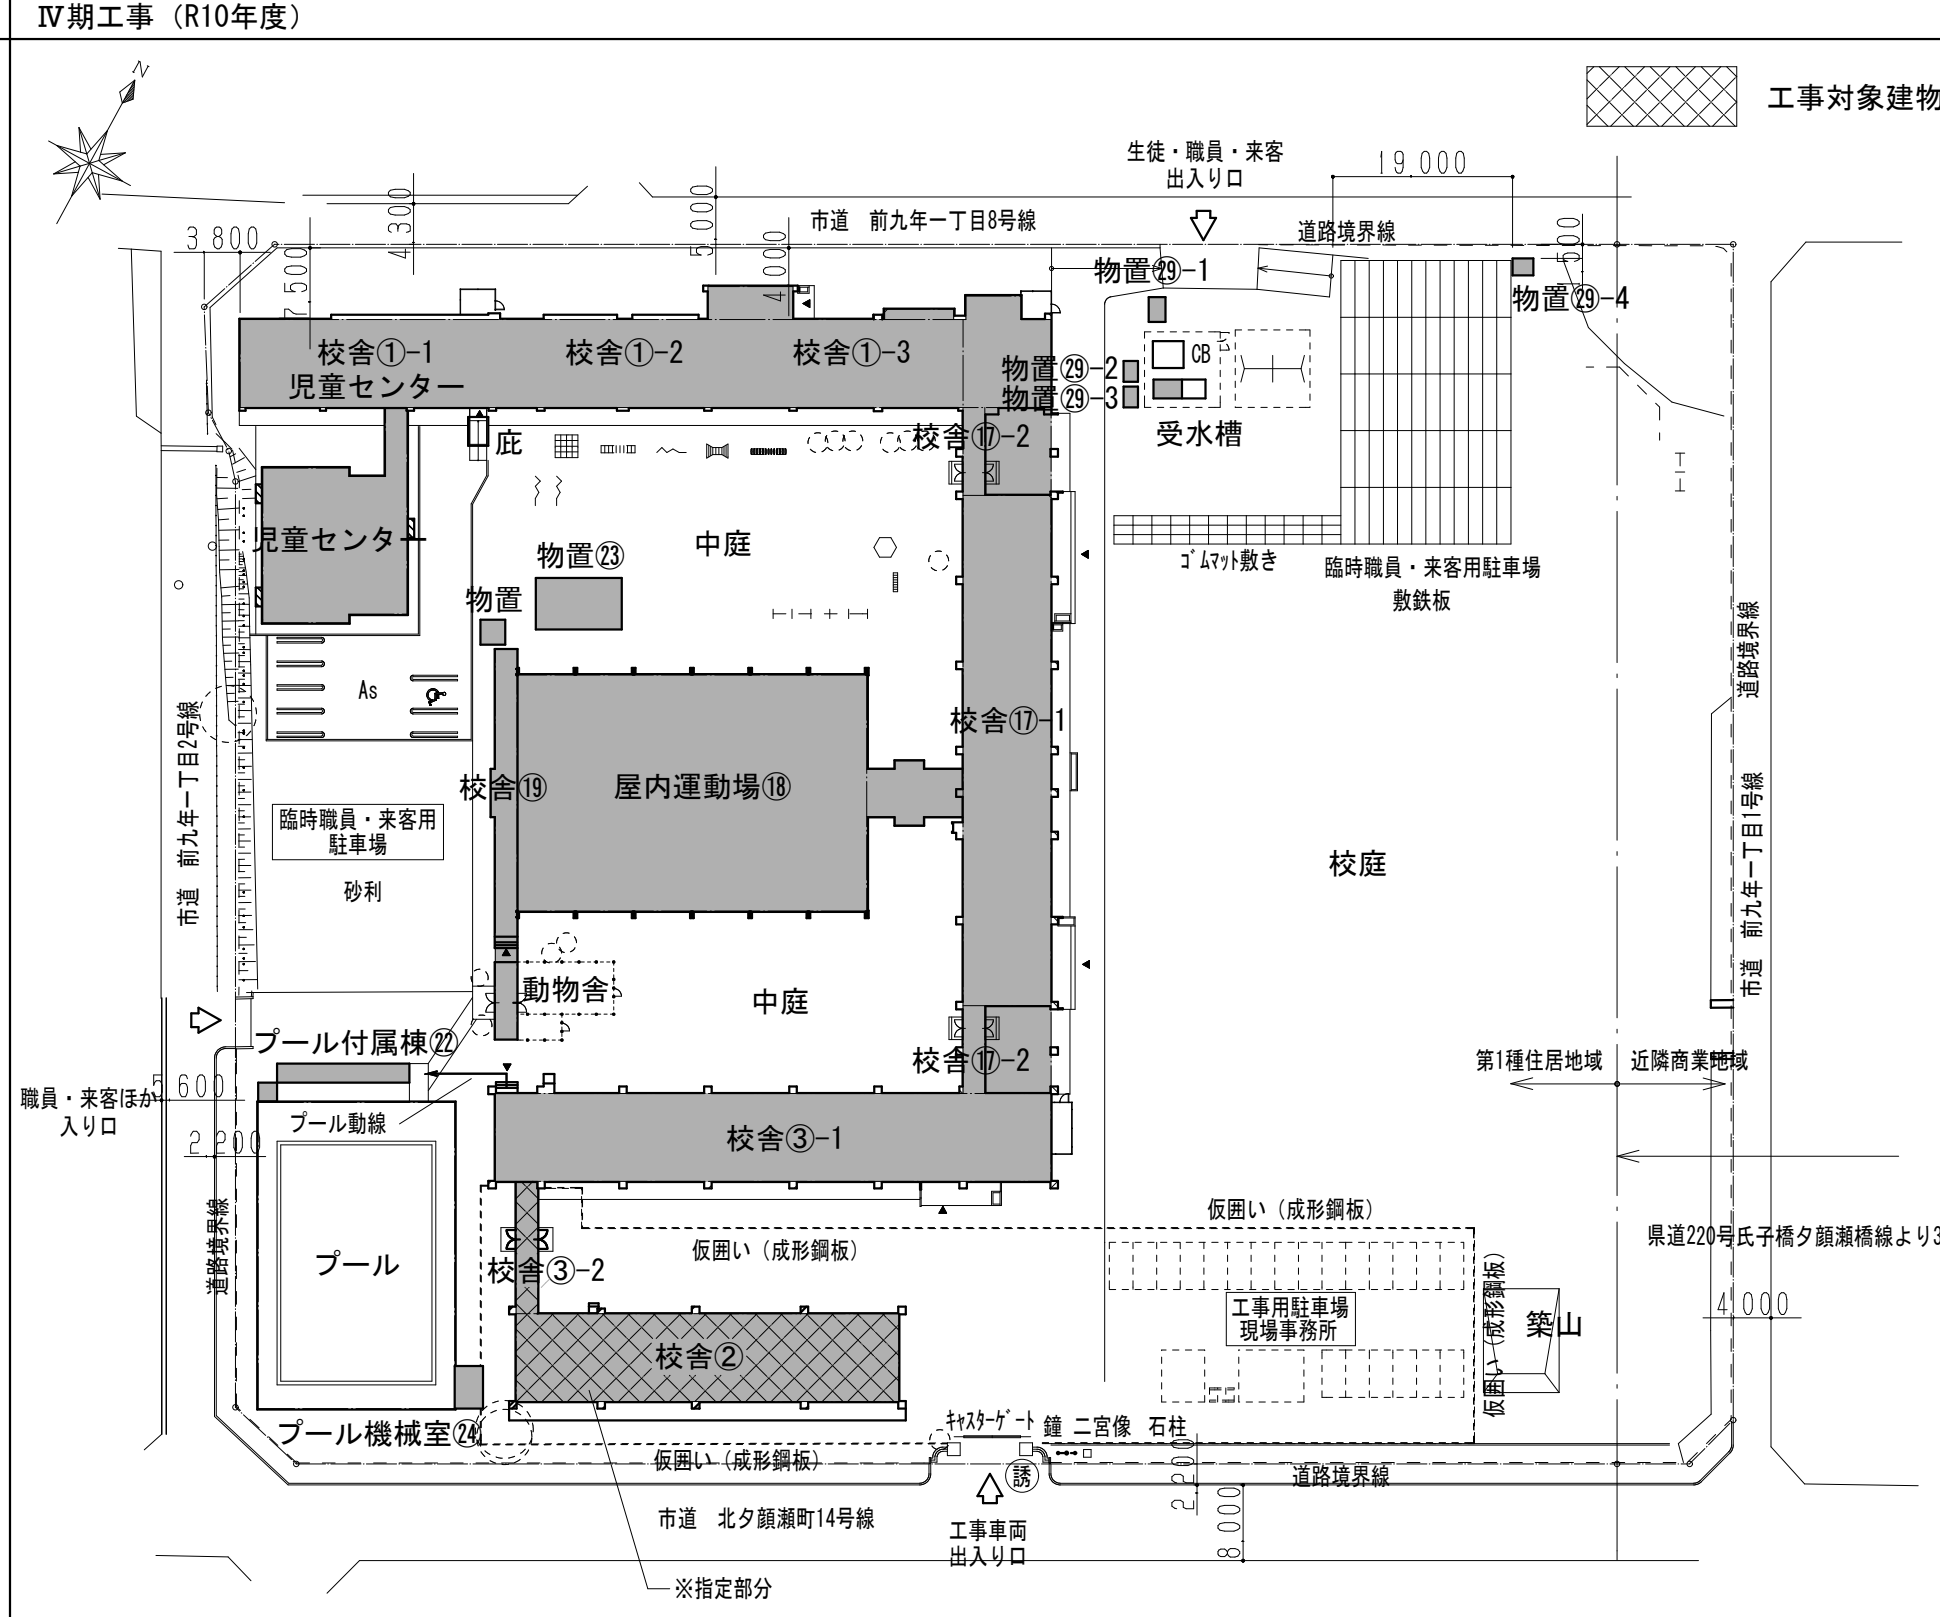 Ⅳ期工事（R10年度）
N
工事対象建物
生徒・職員・来客
出入り口
19,000
4,300
5,000
市道　前九年一丁目8号線
道路境界線
3,800
7,500
4,000
1,500
物置㉙-1
物置㉙-4
校舎①-1
校舎①-2
校舎①-3
児童センター
物置㉙-2
物置㉙-3
CB
受水槽
庇
校舎⑰-2
児童センター
中庭
物置㉓
物置
ゴムマット敷き
臨時職員・来客用駐車場
敷鉄板
道路境界線
As
市道　前九年一丁目2号線
校舎⑰-1
校舎⑲
屋内運動場⑱
臨時職員・来客用
駐車場
砂利
校庭
市道　前九年一丁目1号線
動物舎
中庭
プール付属棟㉒
校舎⑰-2
第1種住居地域
近隣商業地域
職員・来客ほか
入り口
5,600
プール動線
2,200
校舎③-1
道路境界線
仮囲い（成形鋼板）
仮囲い（成形鋼板）
県道220号氏子橋夕顔瀬橋線より3
プール
校舎③-2
仮囲い（成形鋼板）
工事用駐車場
現場事務所
築山
4,000
校舎②
プール機械室㉔
キャスターゲート
鐘
二宮像
石柱
仮囲い（成形鋼板）
誘
2,200
道路境界線
市道　北夕顔瀬町14号線
工事車両
出入り口
8,000
※指定部分